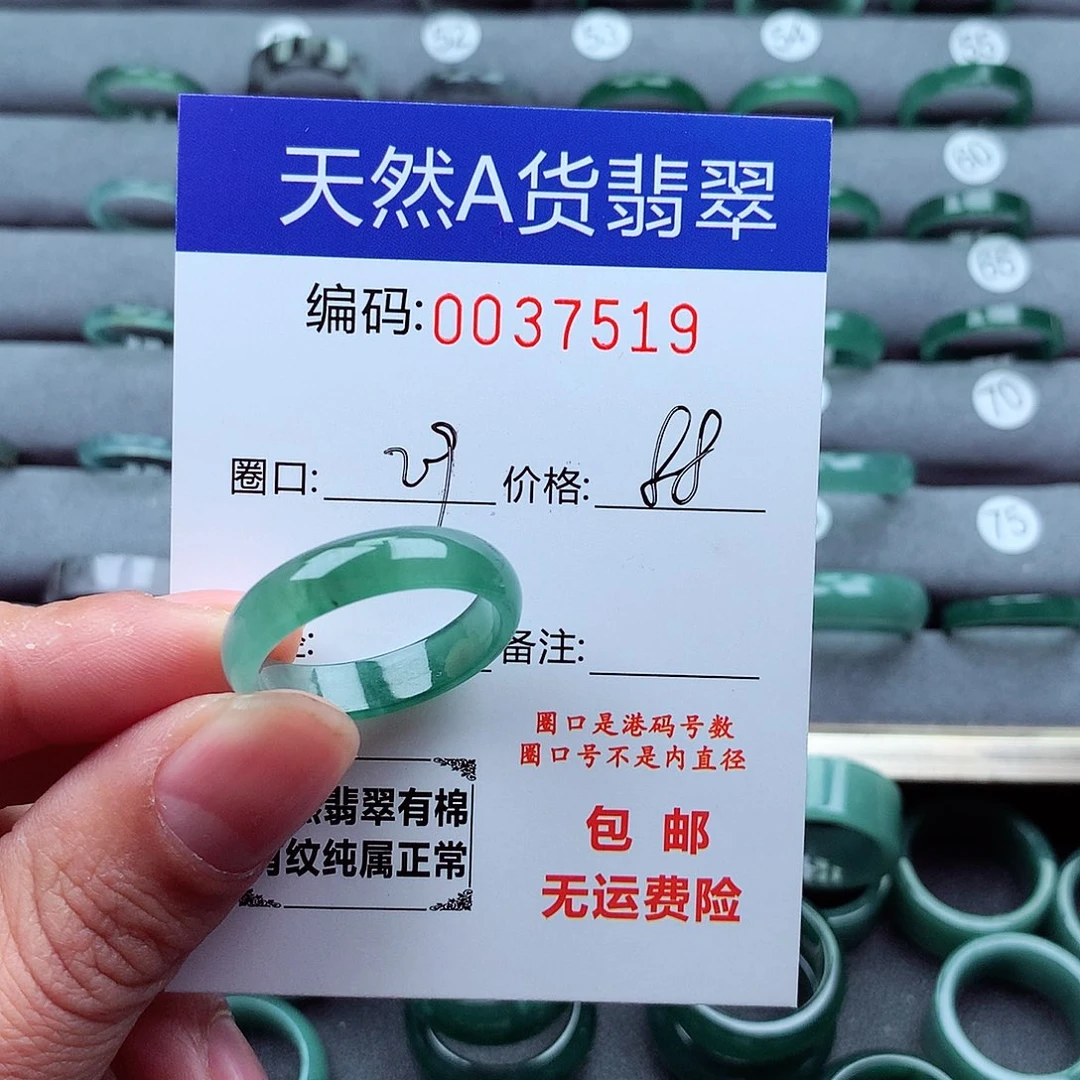 52 53 54 55
60
65
70
75
天然A货翡翠
编码:0037519
圈口: 29 价格: 88
备注:
圈口是港码号数
圈口号不是内直径
翡翠有棉
纹纯属正常
包 邮
无运费险